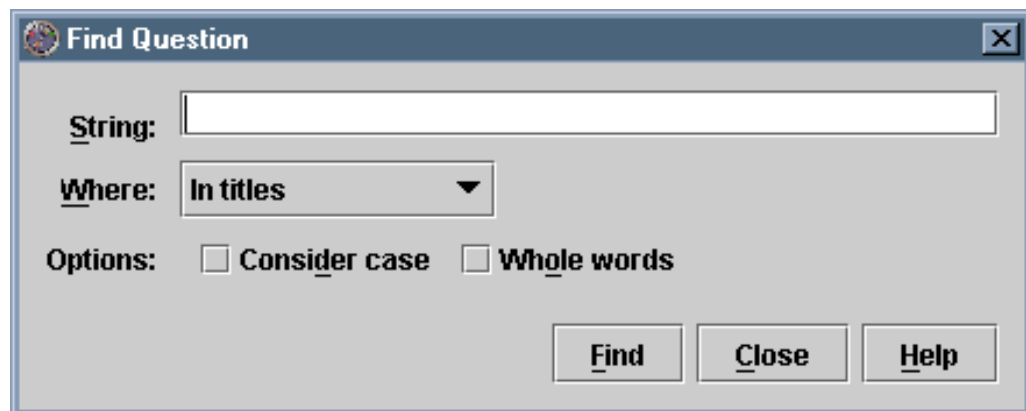 Find Question
String:
Where: In titles
Options: Consider case Whole words
Find Close Help